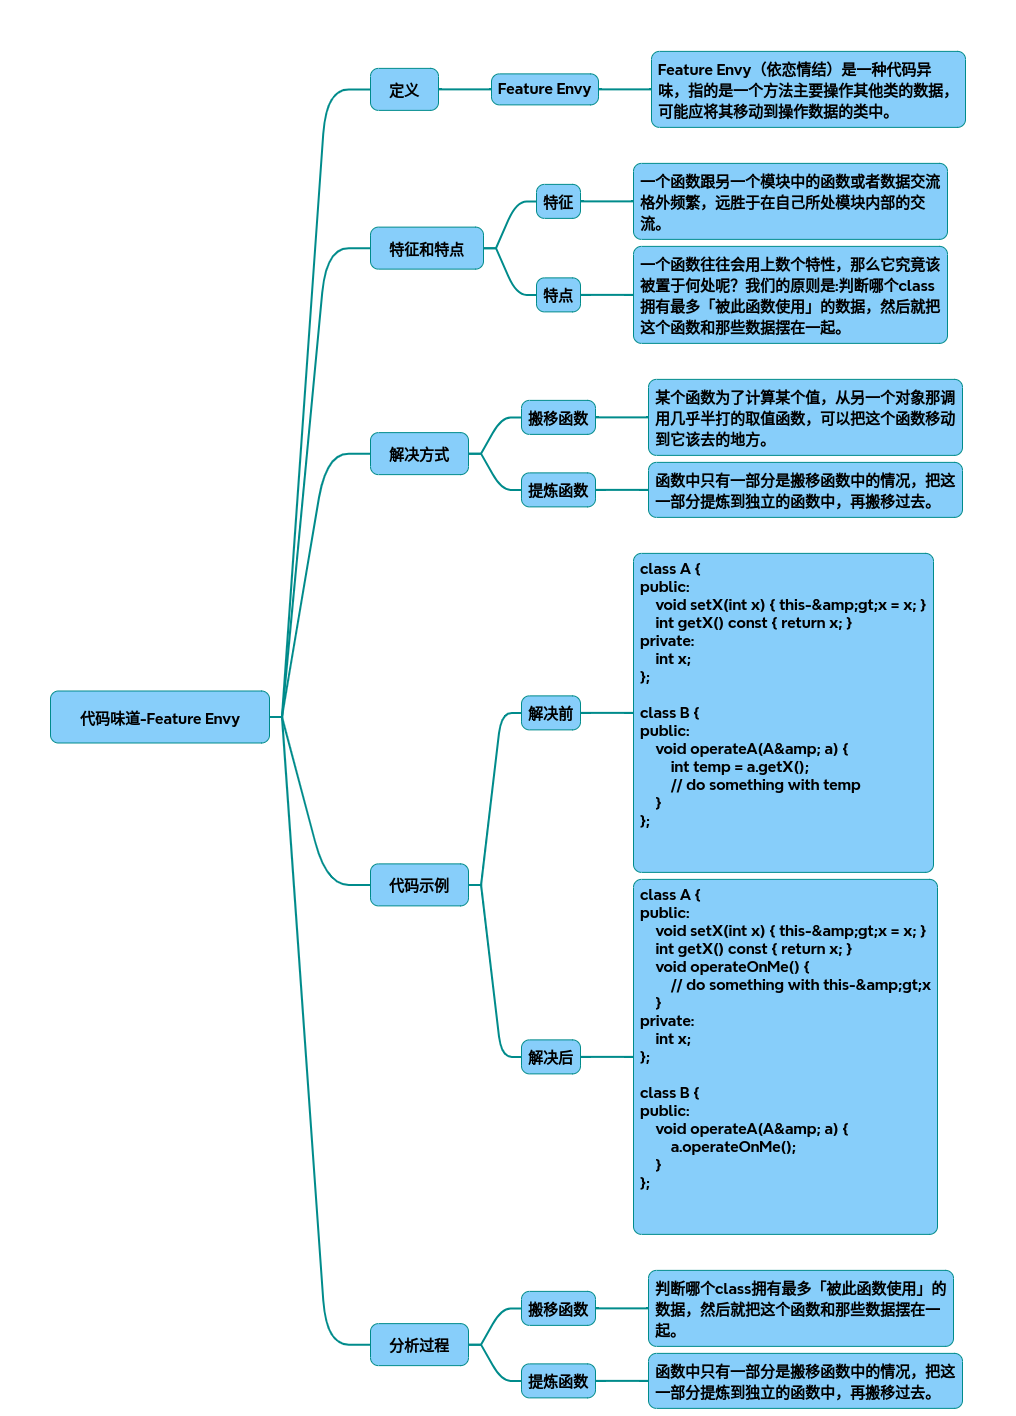 定义
Feature Envy
Feature Envy（依恋情结）是一种代码异
味，指的是一个方法主要操作其他类的数据，
可能应将其移动到操作数据的类中。
特征和特点
特征
一个函数跟另一个模块中的函数或者数据交流
格外频繁，远胜于在自己所处模块内部的交
流。
特点
一个函数往往会用上数个特性，那么它究竟该
被置于何处呢？我们的原则是:判断哪个class
拥有最多「被此函数使用」的数据，然后就把
这个函数和那些数据摆在一起。
解决方式
搬移函数
某个函数为了计算某个值，从另一个对象那调
用几乎半打的取值函数，可以把这个函数移动
到它该去的地方。
提炼函数
函数中只有一部分是搬移函数中的情况，把这
一部分提炼到独立的函数中，再搬移过去。
代码味道-Feature Envy
代码示例
解决前
class A {
public:
    void setX(int x) { this-&amp;gt;x = x; }
    int getX() const { return x; }
private:
    int x;
};

class B {
public:
    void operateA(A&amp; a) {
        int temp = a.getX();
        // do something with temp
    }
};
解决后
class A {
public:
    void setX(int x) { this-&amp;gt;x = x; }
    int getX() const { return x; }
    void operateOnMe() {
        // do something with this-&amp;gt;x
    }
private:
    int x;
};

class B {
public:
    void operateA(A&amp; a) {
        a.operateOnMe();
    }
};
分析过程
搬移函数
判断哪个class拥有最多「被此函数使用」的
数据，然后就把这个函数和那些数据摆在一
起。
提炼函数
函数中只有一部分是搬移函数中的情况，把这
一部分提炼到独立的函数中，再搬移过去。